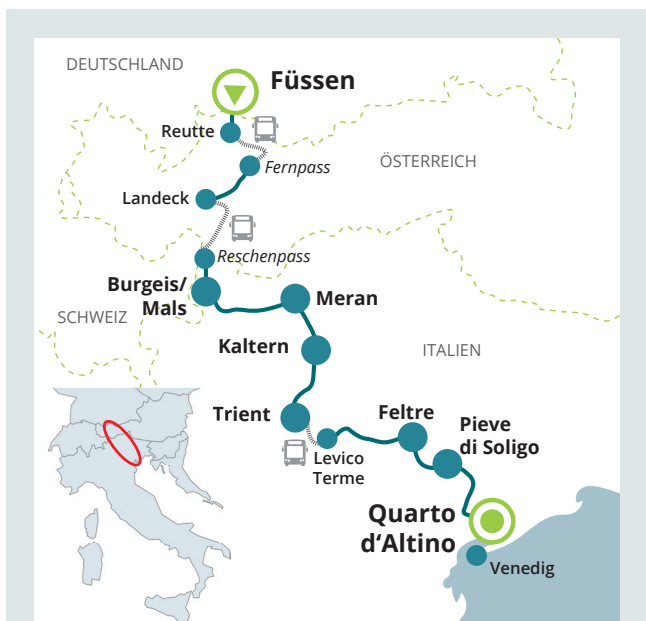 DEUTSCHLAND
Füssen
Reutte
ÖSTERREICH
Fernpass
Landeck
Reschenpass
Burgeis/
Mals
Meran
SCHWEIZ
Kaltern
ITALIEN
Trient
Feltre
Pieve
di Soligo
Levico
Terme
Quarto
d‘Altino
Venedig